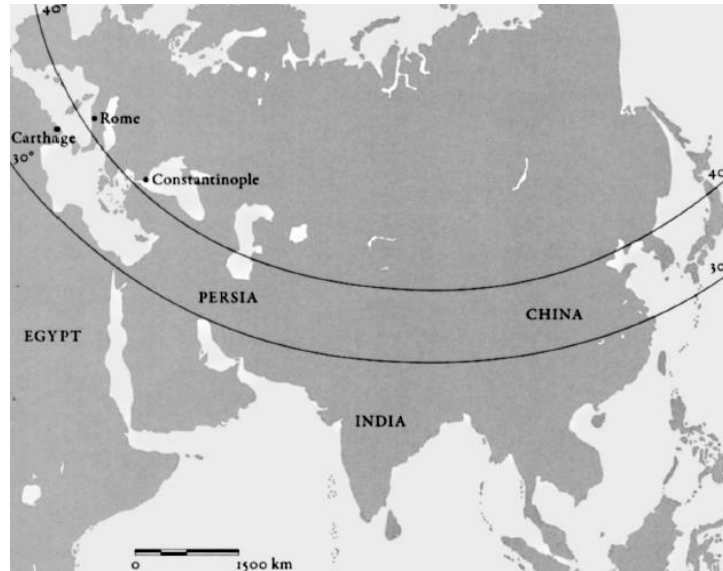 40°
Rome
Carthage
30°
Constantinople
40
30
PERSIA
CHINA
EGYPT
INDIA
0 1500 km